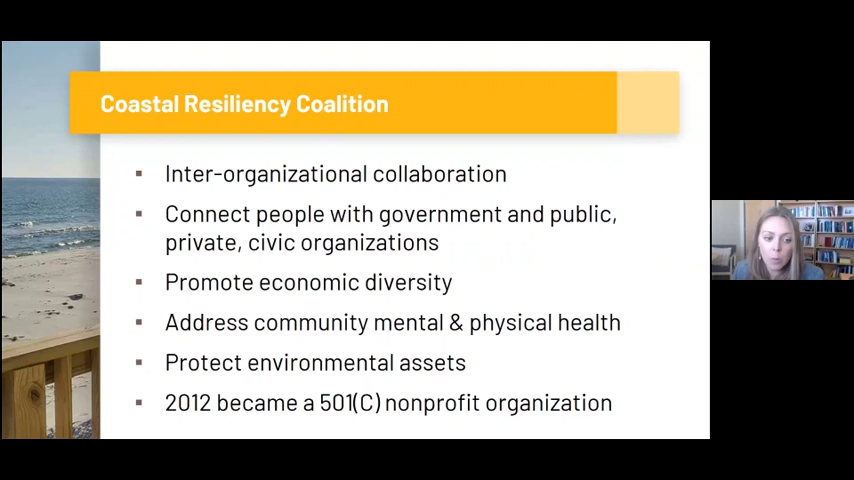 Coastal Resiliency Coalition
▪ Inter-organizational collaboration
▪ Connect people with government and public,
private, civic organizations
▪ Promote economic diversity
▪ Address community mental & physical health
▪ Protect environmental assets
▪ 2012 became a 501(C) nonprofit organization